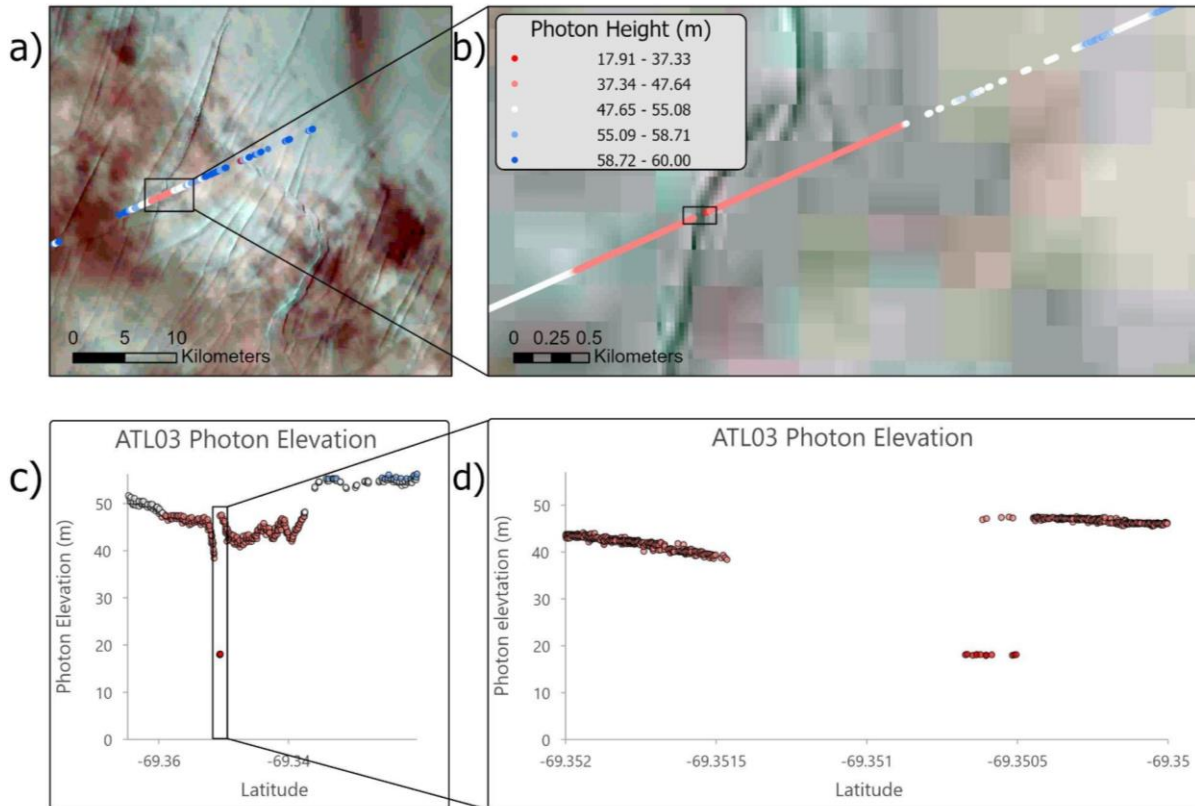 a)
0 5 10
Kilometers
b)
Photon Height (m)
17.91 - 37.33
37.34 - 47.64
47.65 - 55.08
55.09 - 58.71
58.72 - 60.00
0 0.25 0.5
Kilometers
c)
ATL03 Photon Elevation
Photon Elevation (m)
50
40
30
20
10
0
-69.36 -69.34
Latitude
d)
ATL03 Photon Elevation
Photon elevtation (m)
50
40
30
20
10
0
-69.352 -69.3515 -69.351 -69.3505 -69.35
Latitude